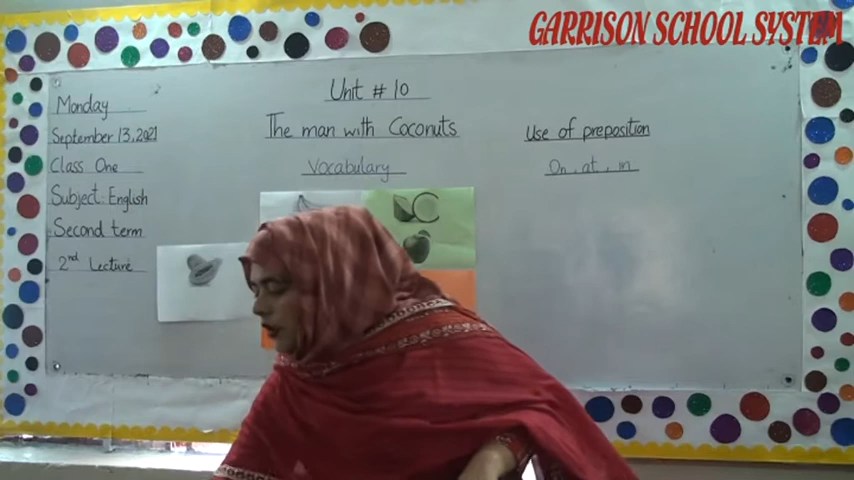 GARRISON SCHOOL SYSTEM
Monday
September 13, 2021
Class One
Subject: English
Second term
2nd Lecture
Unit # 10
The man with Coconuts
Vocabulary
Use of preposition
On , at , in